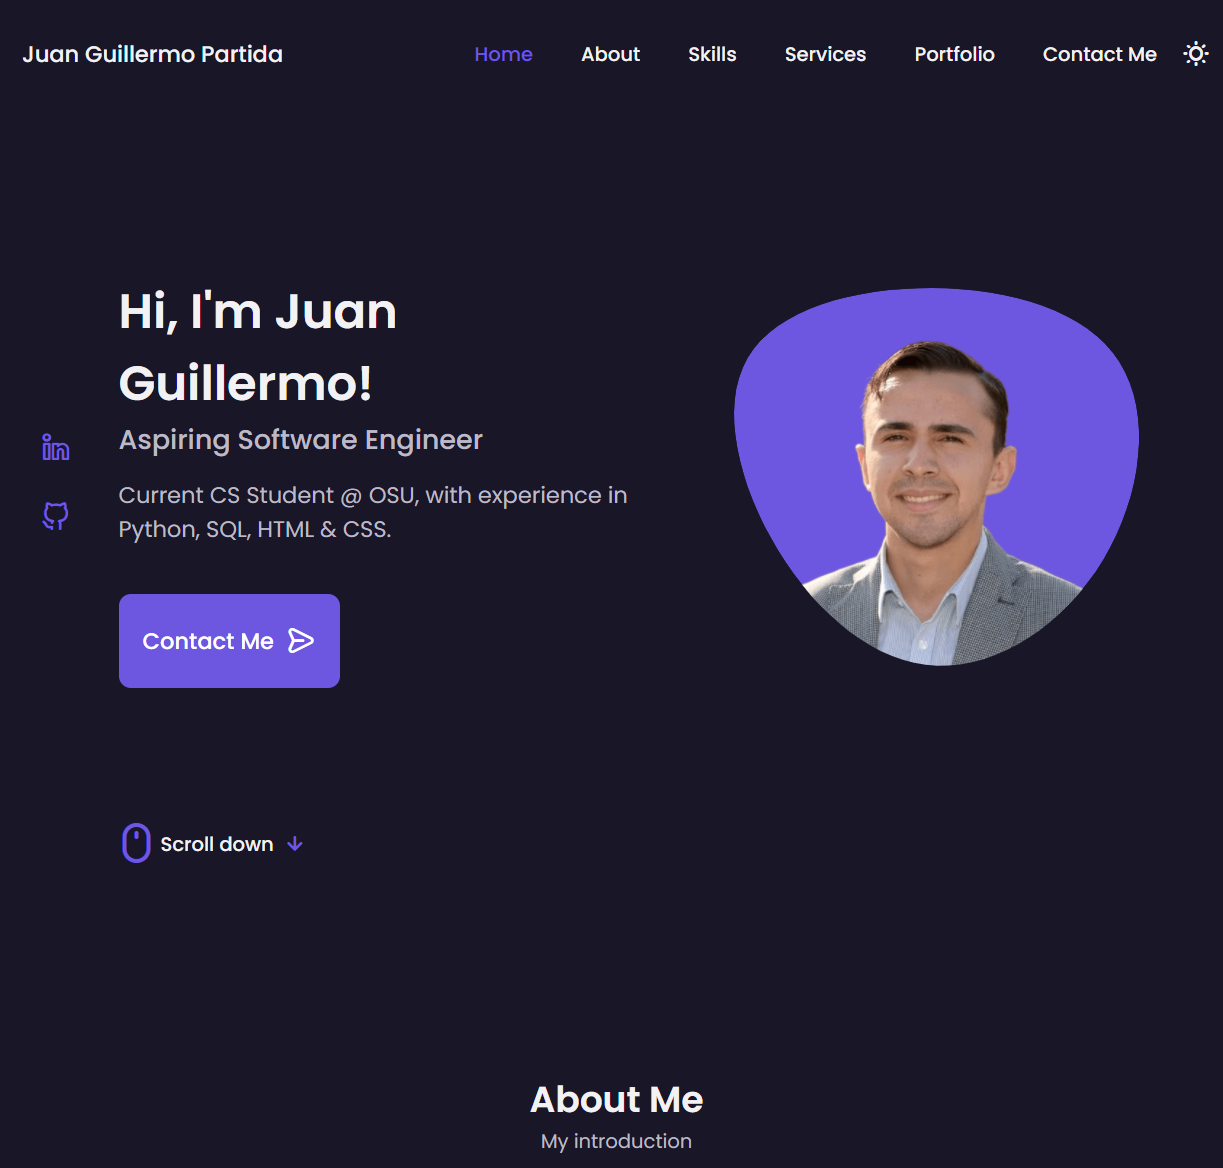 Juan Guillermo Partida
Home
About
Skills
Services
Portfolio
Contact Me
Hi, I'm Juan
Guillermo!
Aspiring Software Engineer
Current CS Student @ OSU, with experience in
Python, SQL, HTML & CSS.
Contact Me
Scroll down
About Me
My introduction